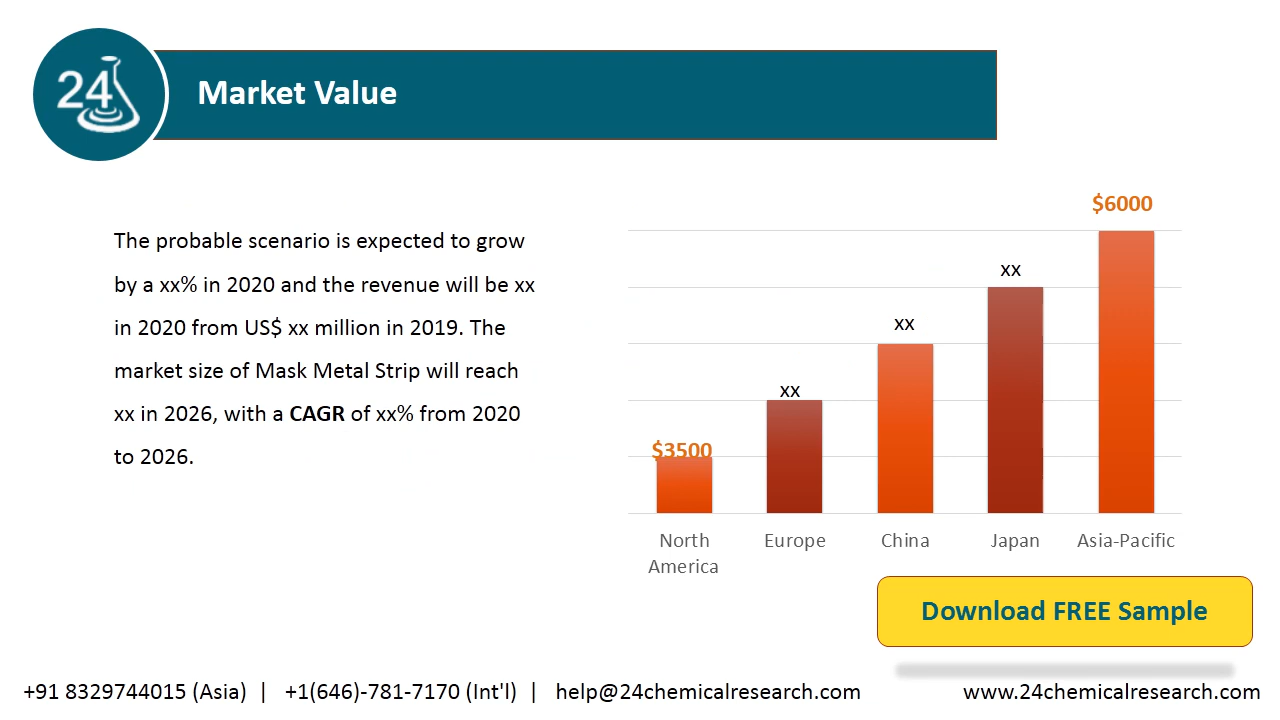 24
Market Value
The probable scenario is expected to grow
by a xx% in 2020 and the revenue will be xx
in 2020 from US$ xx million in 2019. The
market size of Mask Metal Strip will reach
xx in 2026, with a CAGR of xx% from 2020
to 2026.
$6000
xx
xx
xx
$3500
North America
Europe
China
Japan
Asia-Pacific
Download FREE Sample
+91 8329744015 (Asia) | +1(646)-781-7170 (Int'l) | help@24chemicalresearch.com www.24chemicalresearch.com